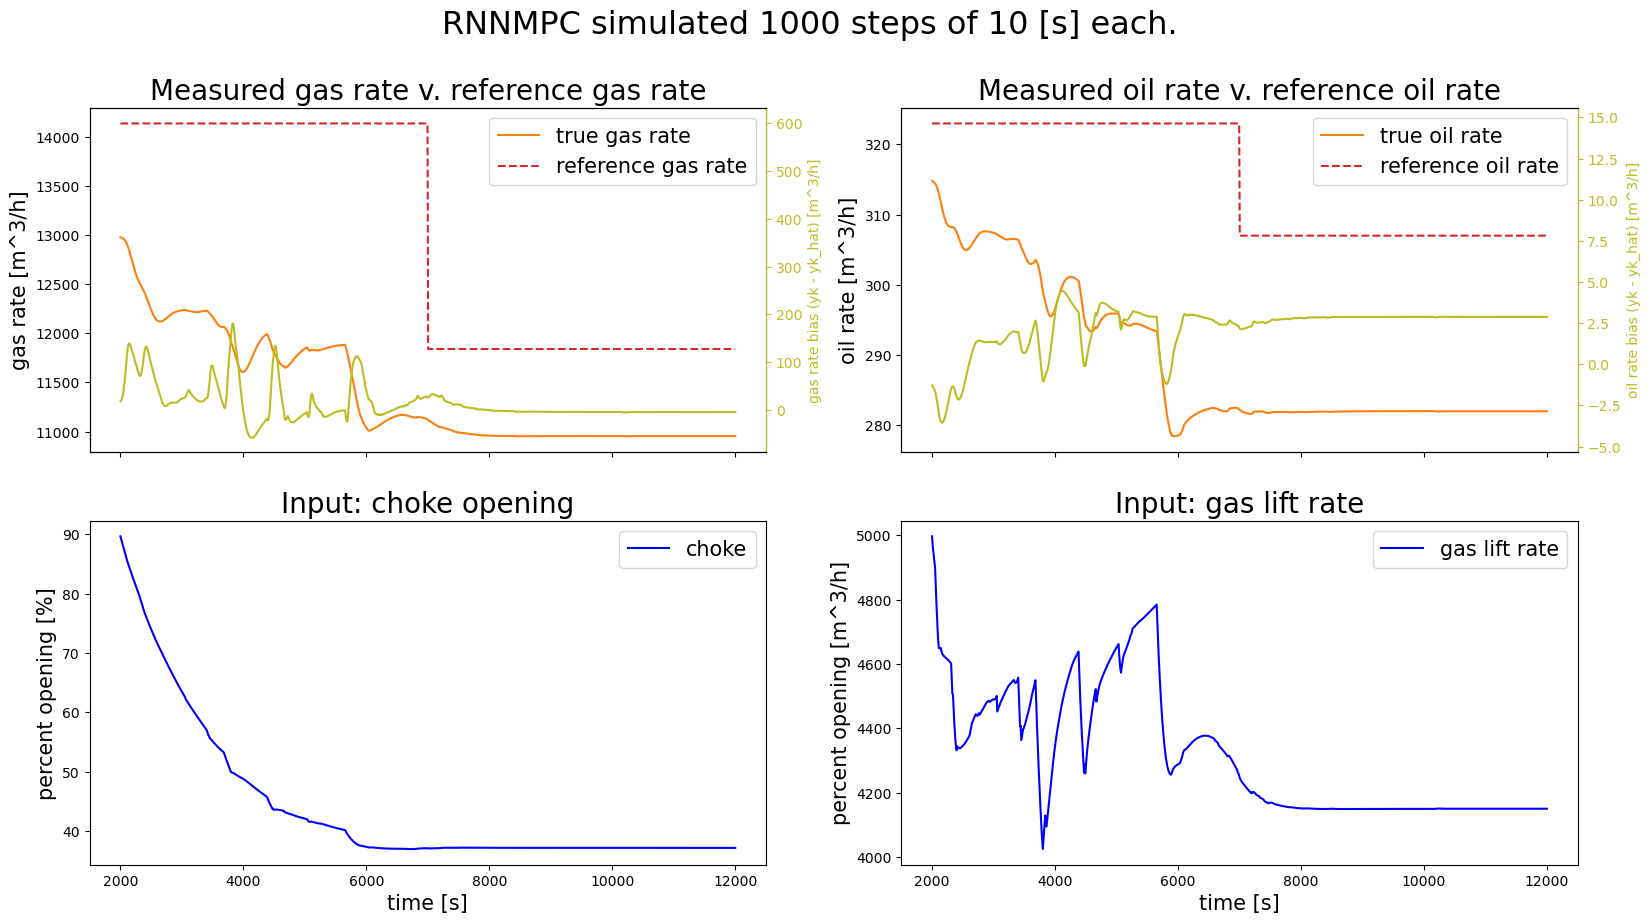 RNNMPC simulated 1000 steps of 10 [s] each.
Measured gas rate v. reference gas rate
gas rate [m^3/h]
14000
13500
13000
12500
12000
11500
11000
true gas rate
reference gas rate
600
500
400
300
200
100
0
gas rate bias (yk - yk_hat) [m^3/h]
Measured oil rate v. reference oil rate
oil rate [m^3/h]
320
310
300
290
280
true oil rate
reference oil rate
15.0
12.5
10.0
7.5
5.0
2.5
0.0
−2.5
−5.0
oil rate bias (yk - yk_hat) [m^3/h]
Input: choke opening
percent opening [%]
90
80
70
60
50
40
choke
2000
4000
6000
8000
10000
12000
time [s]
Input: gas lift rate
percent opening [m^3/h]
5000
4800
4600
4400
4200
4000
gas lift rate
2000
4000
6000
8000
10000
12000
time [s]